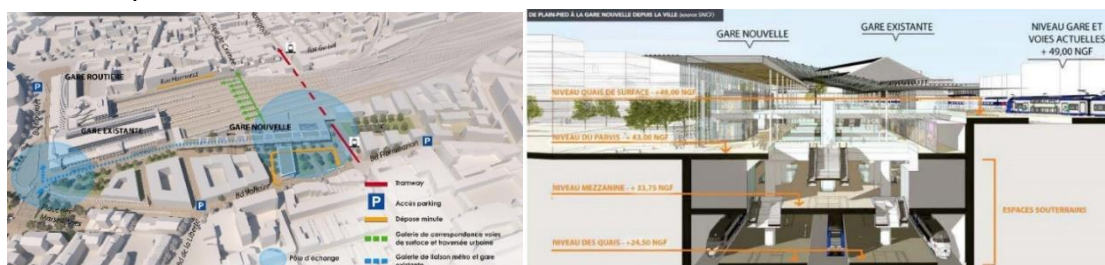 GARE ROUTIÈRE
GARE EXISTANTE
GARE NOUVELLE
Bd Flammarion
Bd Voltaire
Tramway
P Accès parking
Dépose minute
Galerie de correspondance voies
de surface et traversée urbaine
Pôle d'échange
Galerie de liaison métro et gare
P
P
P
DE PLAIN-PIED À LA GARE NOUVELLE DEPUIS LA VILLE (source SNCF)
GARE NOUVELLE
GARE EXISTANTE
NIVEAU GARE ET
VOIES ACTUELLES
+ 49,00 NGF
NIVEAU QUAIS DE SURFACE - +49,00 NGF
NIVEAU DU PARVIS - + 43,00 NGF
NIVEAU MEZZANINE - + 33,75 NGF
ESPACES SOUTERRAINS
NIVEAU DES QUAIS - +24,50 NGF